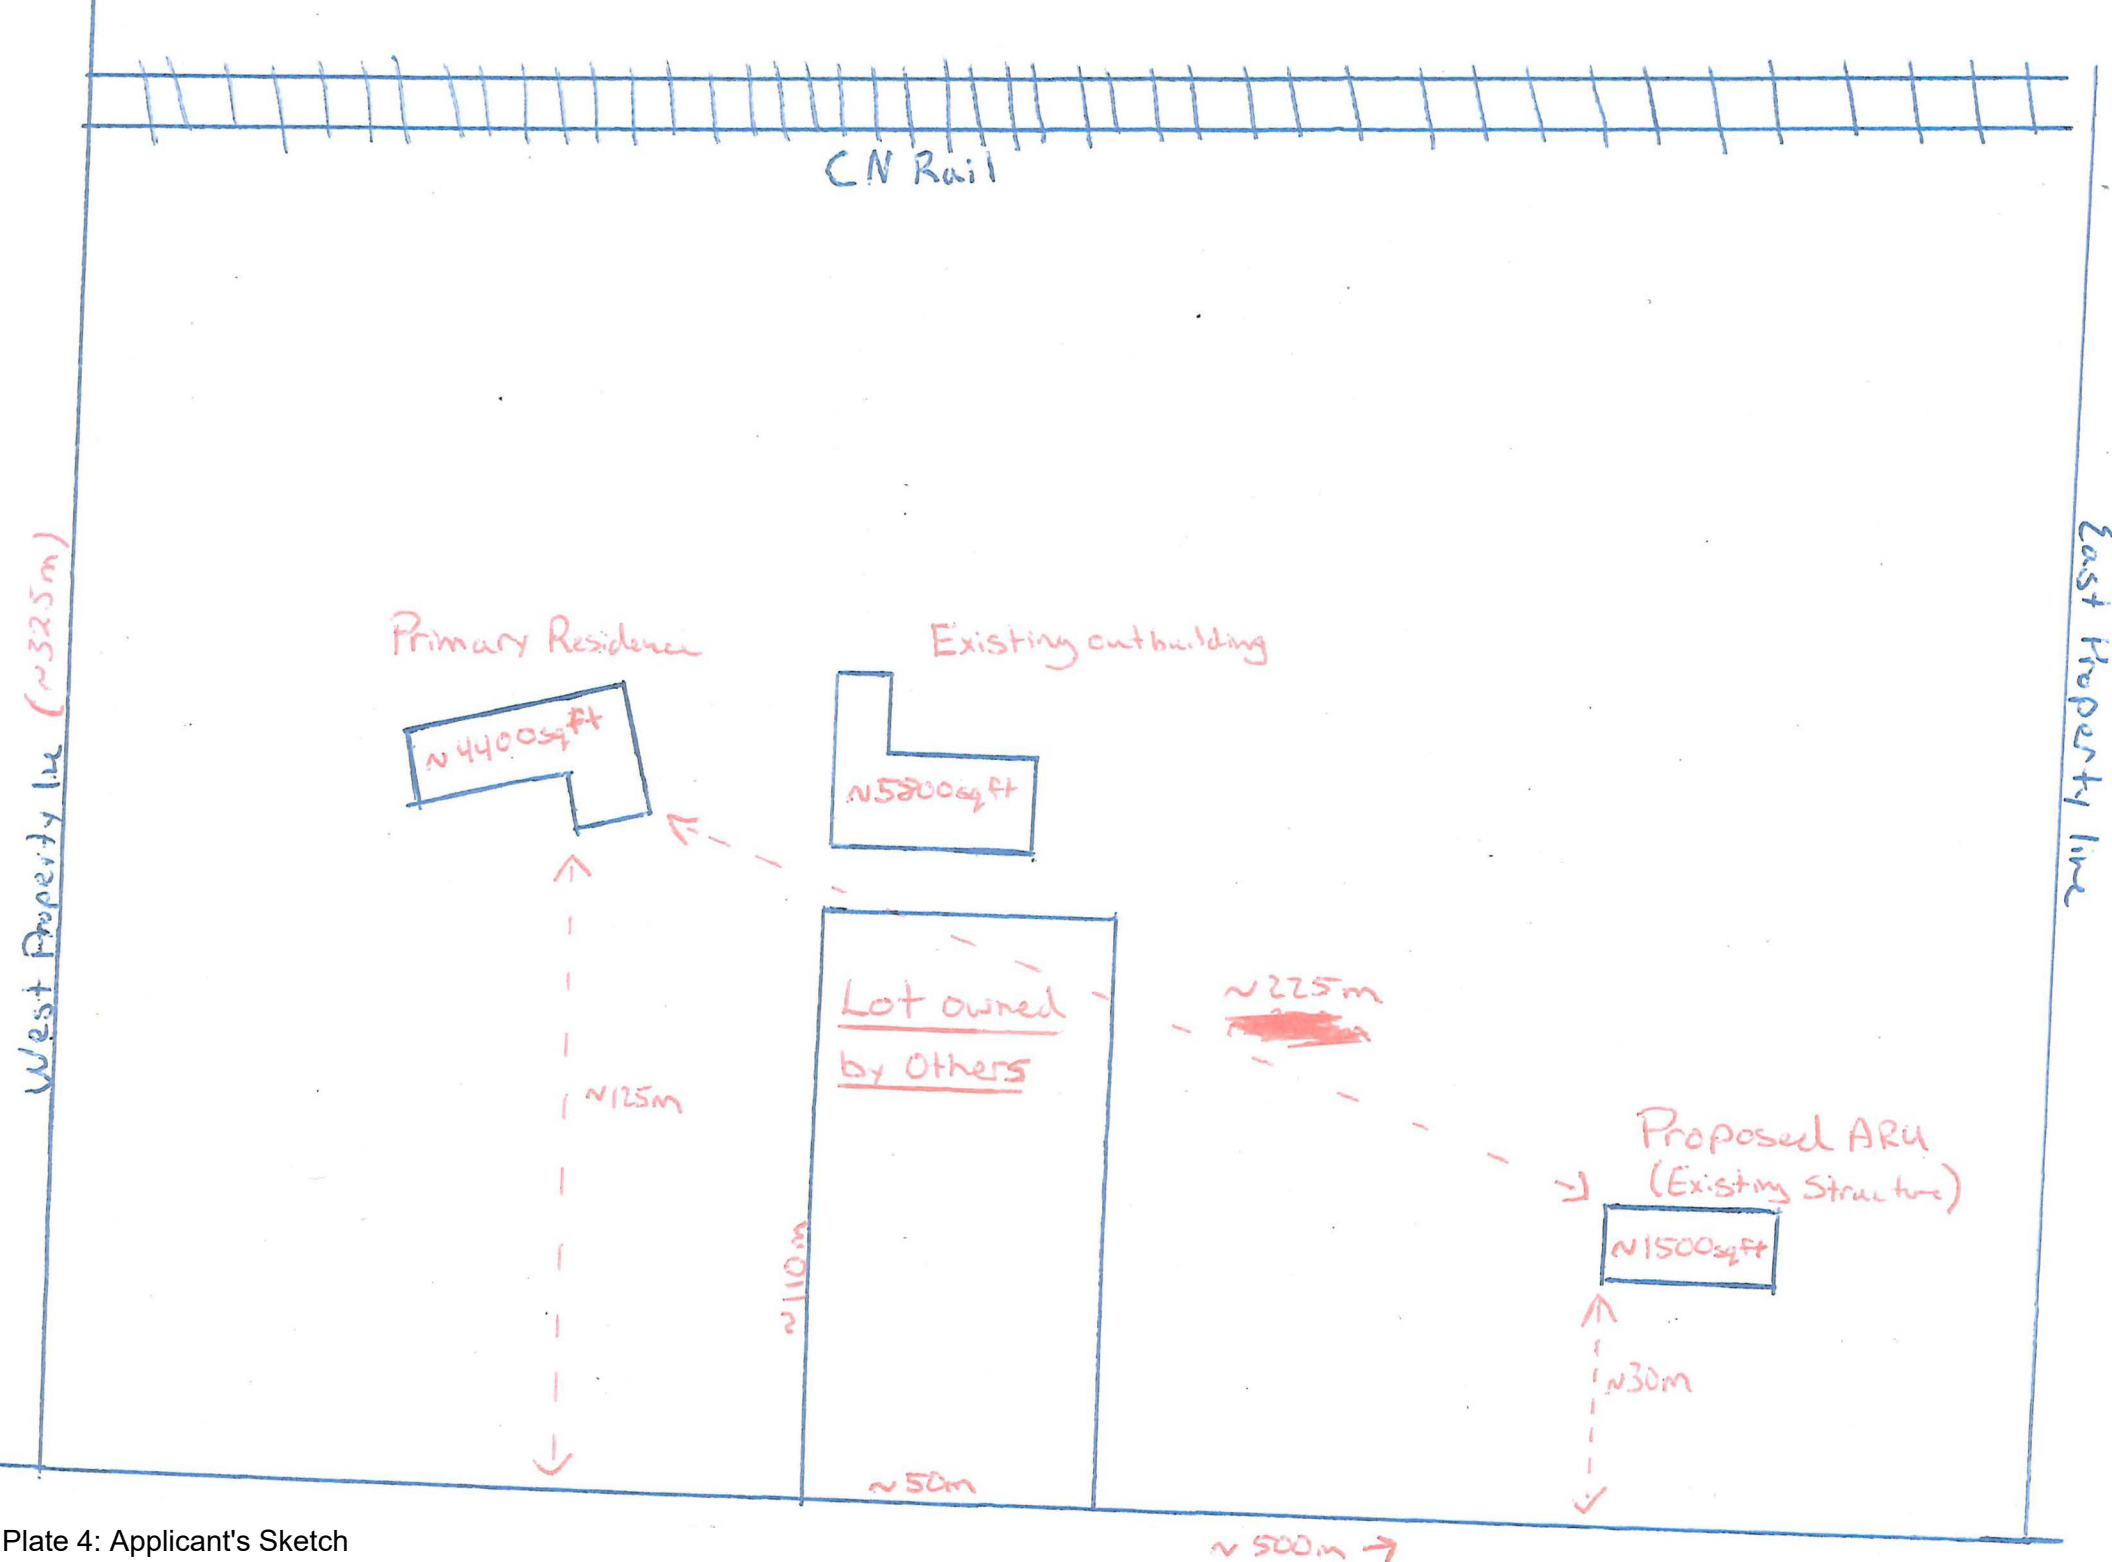 CN Rail
West Property line (~325m)
East Property line
Primary Residence
~4400sqft
Existing outbuilding
~5800sqft
Lot owned
by Others
~225m
~125m
~110m
~50m
Proposed ARU
(Existing Structure)
~1500sqft
~30m
~500m →
Plate 4: Applicant's Sketch